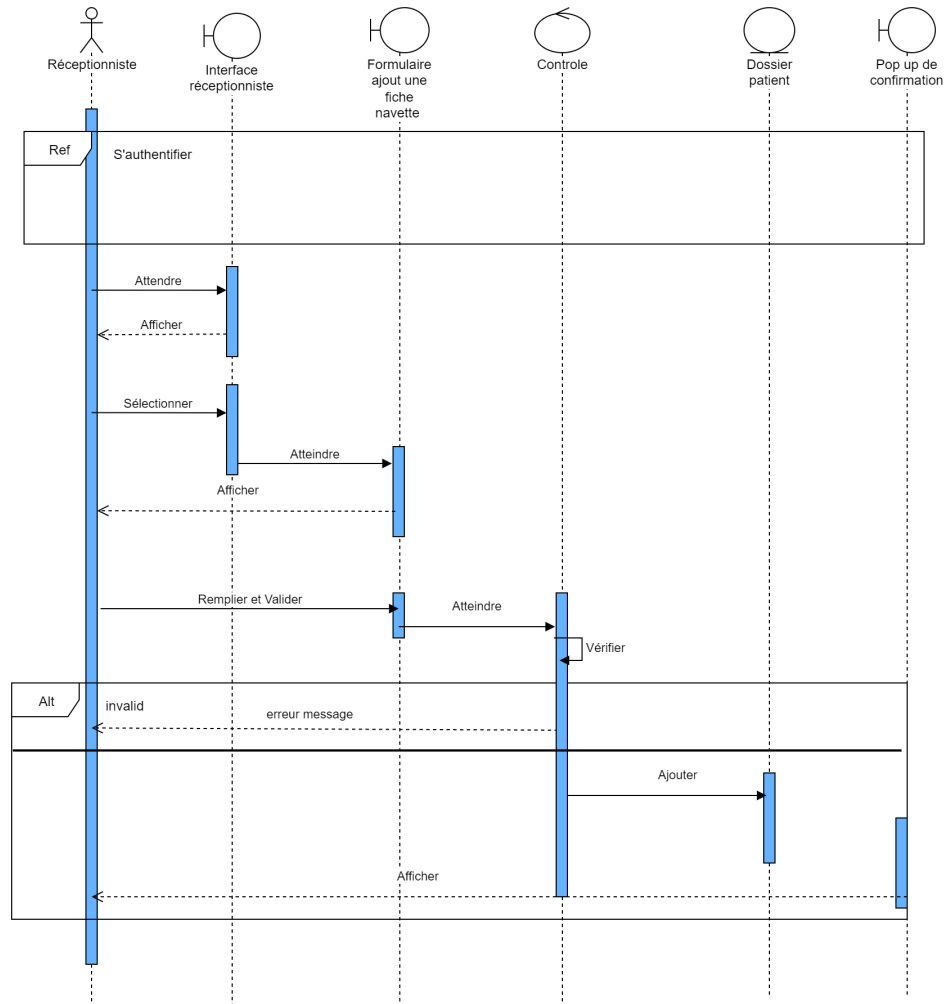 Réceptionniste
Interface
réceptionniste
Formulaire
ajout une
fiche
navette
Controle
Dossier
patient
Pop up de
confirmation
Ref
S'authentifier
Attendre
Afficher
Sélectionner
Atteindre
Afficher
Remplier et Valider
Atteindre
Vérifier
Alt
invalid
erreur message
Ajouter
Afficher